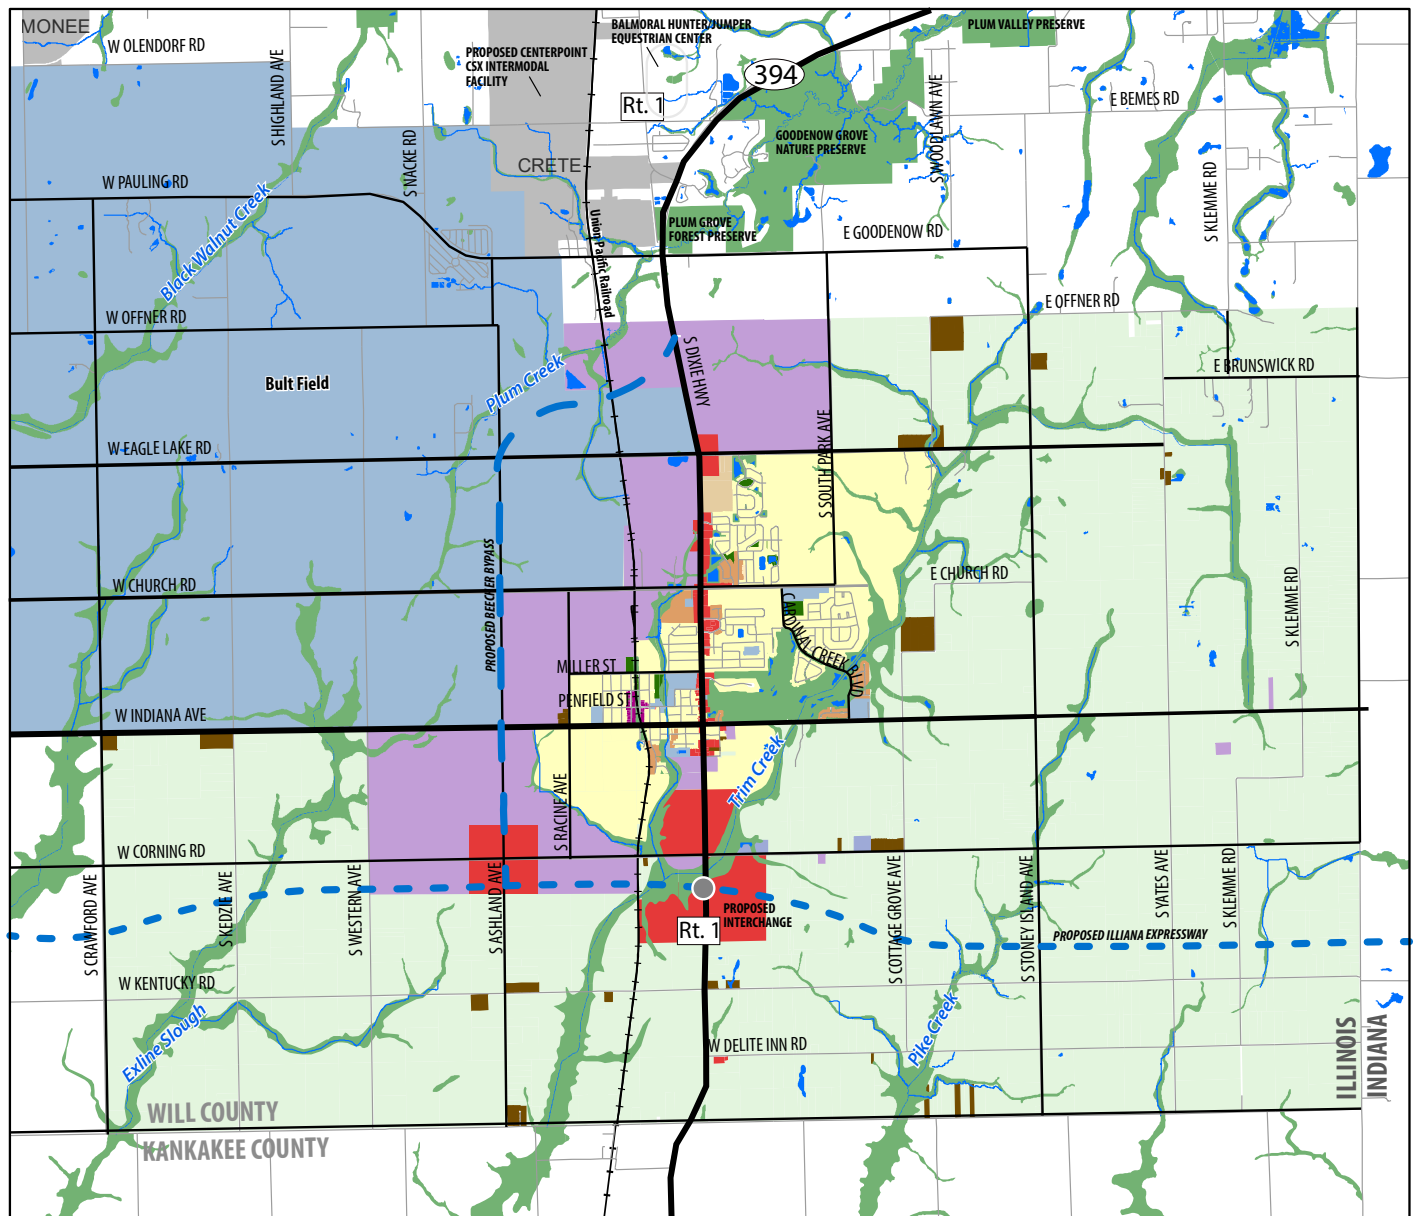 MONEE
W OLENDORF RD
S HIGHLAND AVE
PROPOSED CENTERPOINT
CSX INTERMODAL
FACILITY
BALMORAL HUNTER/JUMPER
EQUESTRIAN CENTER
PLUM VALLEY PRESERVE
394
Rt. 1
E BEMES RD
S WOODLAWN AVE
GOODENOW GROVE
NATURE PRESERVE
S NACKE RD
CRETE
S KLEMME RD
W PAULING RD
Black Walnut Creek
Union Pacific Railroad
PLUM GROVE
FOREST PRESERVE
E GOODENOW RD
W OFFNER RD
E OFFNER RD
S DIXIE HWY
Bult Field
Plum Creek
E BRUNSWICK RD
S SOUTH PARK AVE
W EAGLE LAKE RD
PROPOSED BEECHER BYPASS
W CHURCH RD
E CHURCH RD
S KLEMME RD
CARDINAL CREEK BLVD
MILLER ST
PENFIELD ST
W INDIANA AVE
Trim Creek
S RACINE AVE
W CORNING RD
S CRAWFORD AVE
S KEDZIE AVE
S WESTERN AVE
S ASHLAND AVE
S COTTAGE GROVE AVE
S STONEY ISLAND AVE
S YATES AVE
S KLEMME RD
PROPOSED
INTERCHANGE
Rt. 1
PROPOSED ILLIANA EXPRESSWAY
W KENTUCKY RD
Exline Slough
Pike Creek
W DELITE INN RD
ILLINOIS
INDIANA
WILL COUNTY
KANKAKEE COUNTY